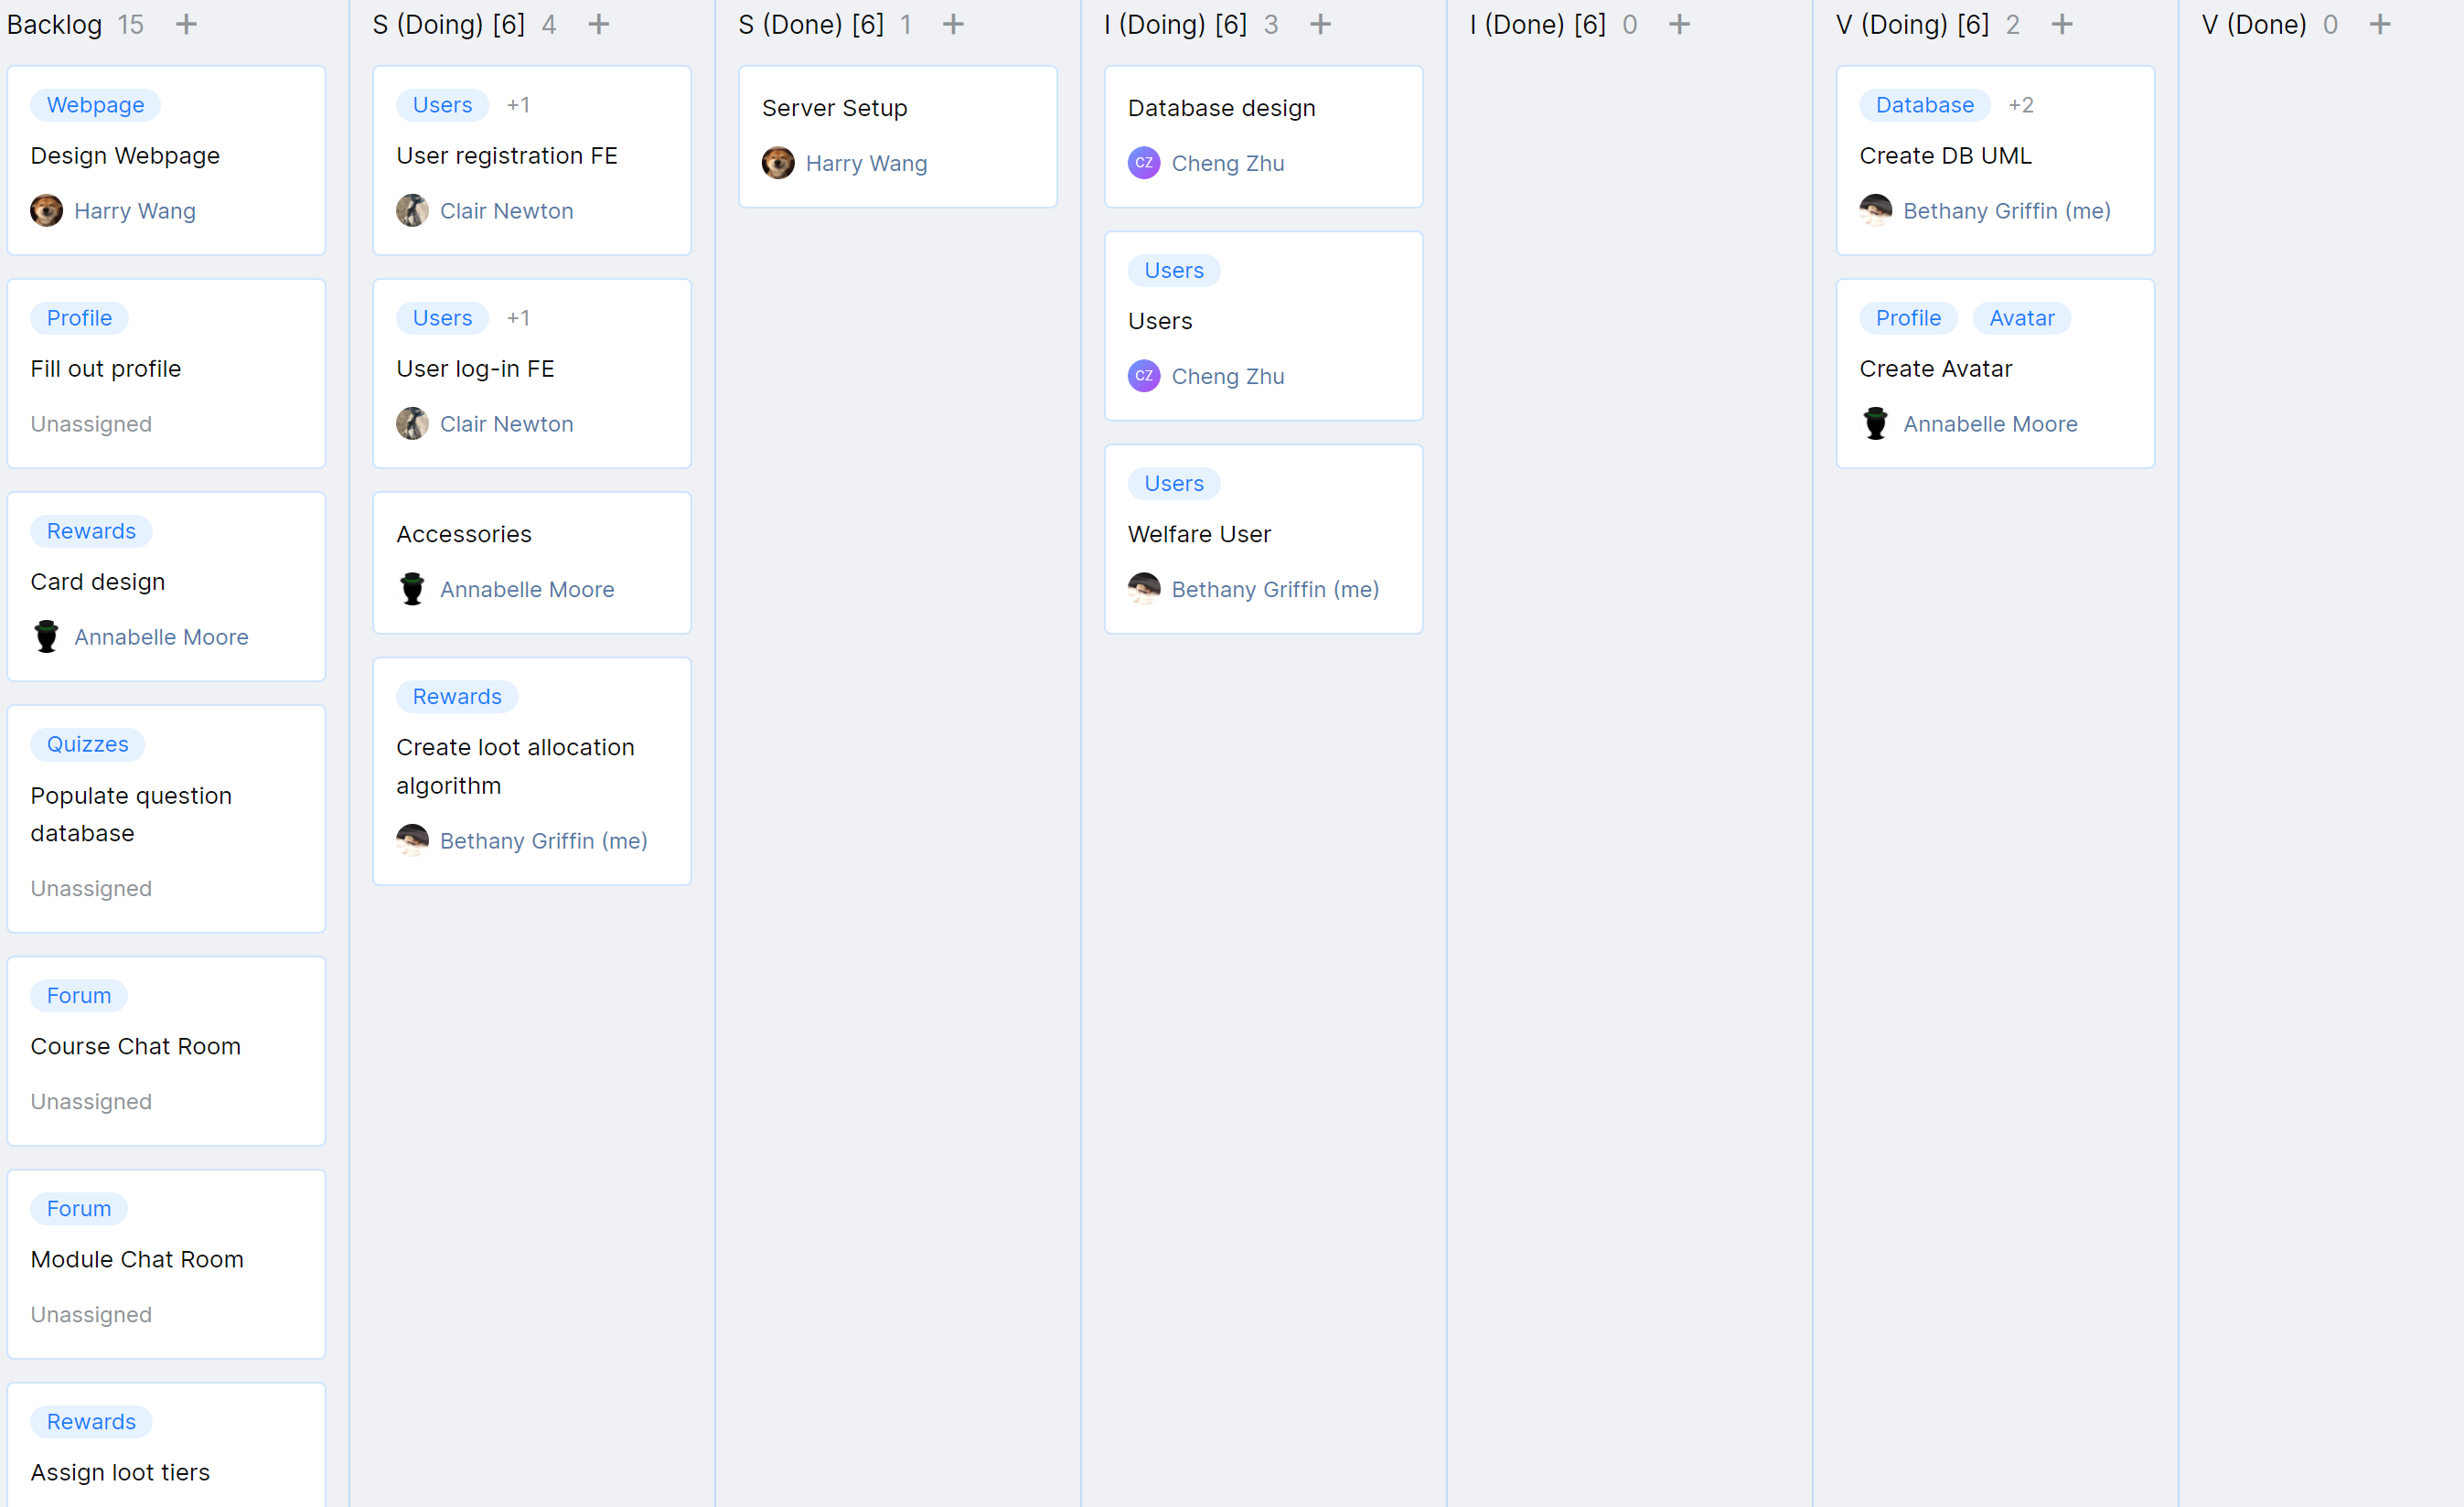 Backlog 15 +
Webpage
Design Webpage
Harry Wang
Profile
Fill out profile
Unassigned
Rewards
Card design
Annabelle Moore
Quizzes
Populate question
database
Unassigned
Forum
Course Chat Room
Unassigned
Forum
Module Chat Room
Unassigned
Rewards
Assign loot tiers
S (Doing) [6] 4 +
Users +1
User registration FE
Clair Newton
Users +1
User log-in FE
Clair Newton
Accessories
Annabelle Moore
Rewards
Create loot allocation
algorithm
Bethany Griffin (me)
S (Done) [6] 1 +
Server Setup
Harry Wang
I (Doing) [6] 3 +
Database design
CZ Cheng Zhu
Users
Users
CZ Cheng Zhu
Users
Welfare User
Bethany Griffin (me)
I (Done) [6] 0 +
V (Doing) [6] 2 +
Database +2
Create DB UML
Bethany Griffin (me)
Profile Avatar
Create Avatar
Annabelle Moore
V (Done) 0 +